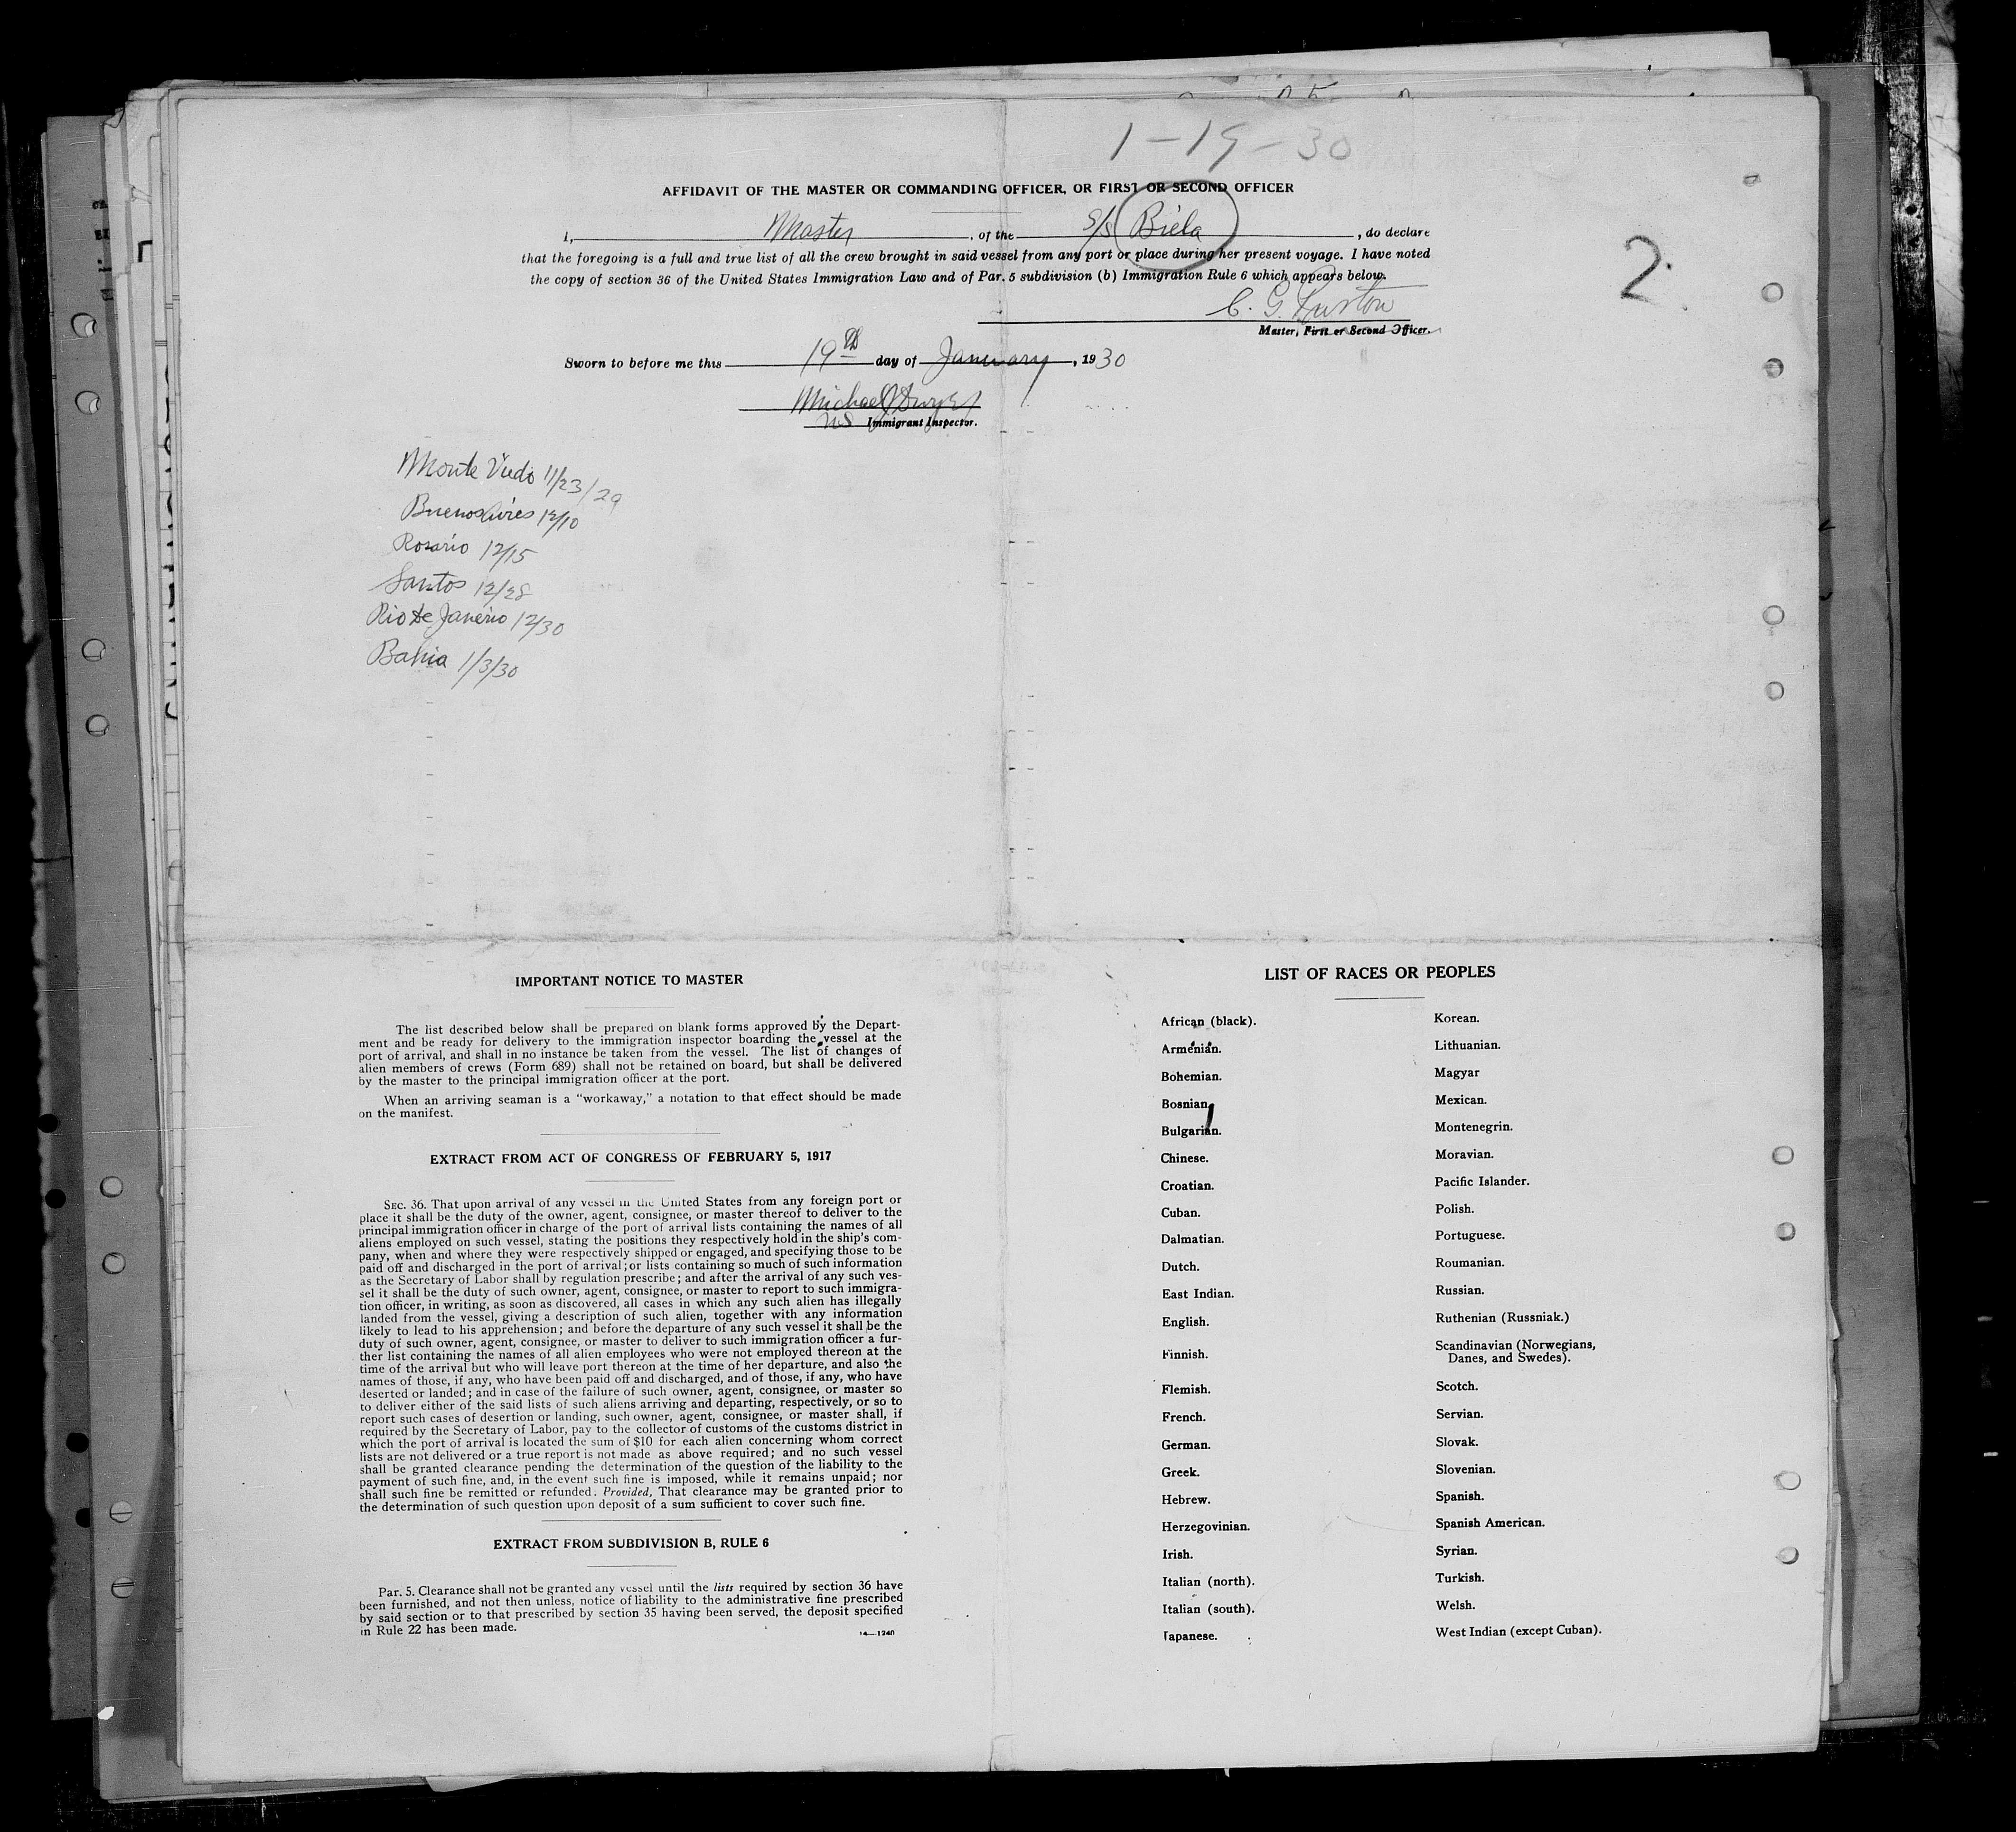 1-19-30
AFFIDAVIT OF THE MASTER OR COMMANDING OFFICER, OR FIRST OR SECOND OFFICER
I, Master, of the S/S Biela, do declare
that the foregoing is a full and true list of all the crew brought in said vessel from any port or place during her present voyage. I have noted
the copy of section 36 of the United States Immigration Law and of Par. 5 subdivision (b) Immigration Rule 6 which appears below.
2.
C. G.
Master, First or Second Officer.
Sworn to before me this 19th day of January, 1930
Michael J Dwyer
US Immigrant Inspector.
Monte Vido 11/23/29
Buenos Aires 12/10
Rosario 12/15
Santos 12/28
Rio De Janerio 12/30
Bahia 1/3/30
IMPORTANT NOTICE TO MASTER
The list described below shall be prepared on blank forms approved by the Depart-
ment and be ready for delivery to the immigration inspector boarding the vessel at the
port of arrival, and shall in no instance be taken from the vessel. The list of changes of
alien members of crews (Form 689) shall not be retained on board, but shall be delivered
by the master to the principal immigration officer at the port.
When an arriving seaman is a "workaway," a notation to that effect should be made
on the manifest.
EXTRACT FROM ACT OF CONGRESS OF FEBRUARY 5, 1917
SEC. 36. That upon arrival of any vessel in the United States from any foreign port or
place it shall be the duty of the owner, agent, consignee, or master thereof to deliver to the
principal immigration officer in charge of the port of arrival lists containing the names of all
aliens employed on such vessel, stating the positions they respectively hold in the ship's com-
pany, when and where they were respectively shipped or engaged, and specifying those to be
paid off and discharged in the port of arrival; or lists containing so much of such information
as the Secretary of Labor shall by regulation prescribe; and after the arrival of any such ves-
sel it shall be the duty of such owner, agent, consignee, or master to report to such immigra-
tion officer, in writing, as soon as discovered, all cases in which any such alien has illegally
landed from the vessel, giving a description of such alien, together with any information
likely to lead to his apprehension; and before the departure of any such vessel it shall be the
duty of such owner, agent, consignee, or master to deliver to such immigration officer a fur-
ther list containing the names of all alien employees who were not employed thereon at the
time of the arrival but who will leave port thereon at the time of her departure, and also the
names of those, if any, who have been paid off and discharged, and of those, if any, who have
deserted or landed; and in case of the failure of such owner, agent, consignee, or master so
to deliver either of the said lists of such aliens arriving and departing, respectively, or so to
report such cases of desertion or landing, such owner, agent, consignee, or master shall, if
required by the Secretary of Labor, pay to the collector of customs of the customs district in
which the port of arrival is located the sum of $10 for each alien concerning whom correct
lists are not delivered or a true report is not made as above required; and no such vessel
shall be granted clearance pending the determination of the question of the liability to the
payment of such fine, and, in the event such fine is imposed, while it remains unpaid; nor
shall such fine be remitted or refunded. Provided, That clearance may be granted prior to
the determination of such question upon deposit of a sum sufficient to cover such fine.
EXTRACT FROM SUBDIVISION B, RULE 6
Par. 5. Clearance shall not be granted any vessel until the lists required by section 36 have
been furnished, and not then unless, notice of liability to the administrative fine prescribed
by said section or to that prescribed by section 35 having been served, the deposit specified
in Rule 22 has been made.
14—1240
LIST OF RACES OR PEOPLES
African (black).
Armenian.
Bohemian.
Bosnian.
Bulgarian.
Chinese.
Croatian.
Cuban.
Dalmatian.
Dutch.
East Indian.
English.
Finnish.
Flemish.
French.
German.
Greek.
Hebrew.
Herzegovinian.
Irish.
Italian (north).
Italian (south).
Japanese.
Korean.
Lithuanian.
Magyar
Mexican.
Montenegrin.
Moravian.
Pacific Islander.
Polish.
Portuguese.
Roumanian.
Russian.
Ruthenian (Russniak.)
Scandinavian (Norwegians,
Danes, and Swedes).
Scotch.
Servian.
Slovak.
Slovenian.
Spanish.
Spanish American.
Syrian.
Turkish.
Welsh.
West Indian (except Cuban).